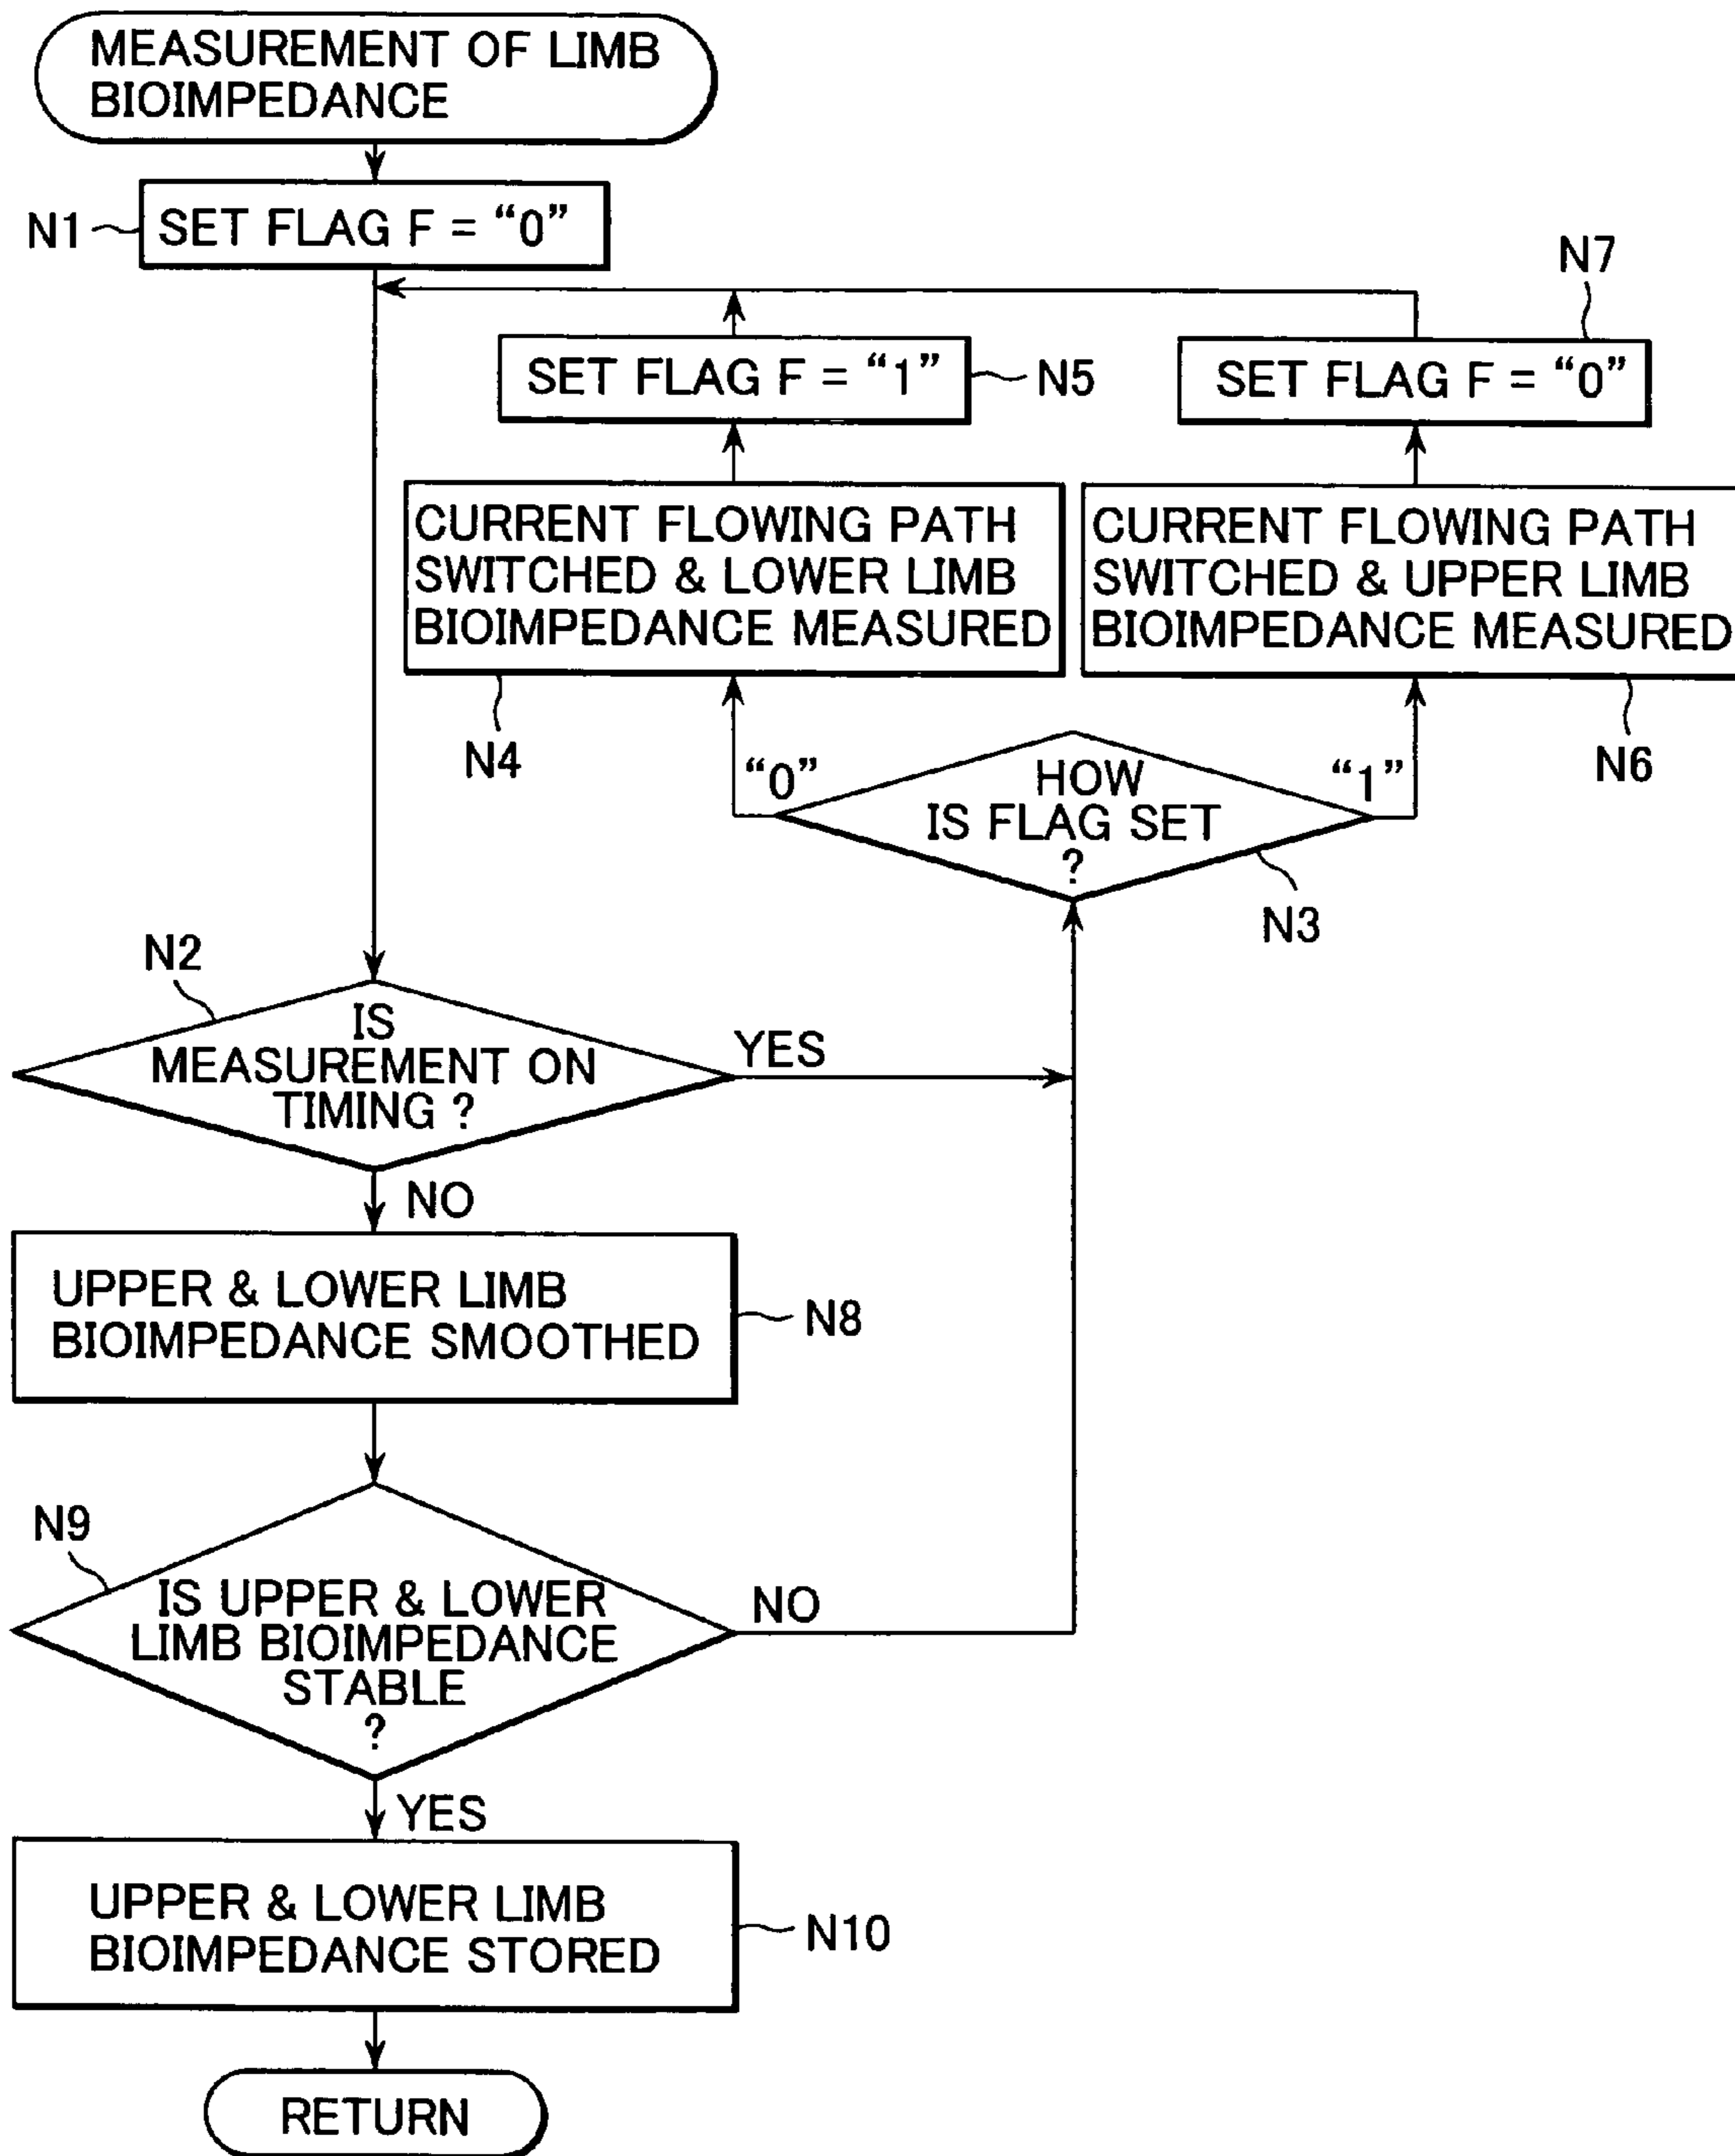 MEASUREMENT OF LIMB
BIOIMPEDANCE
N1
SET FLAG F = “0”
N7
SET FLAG F = “1”
N5
SET FLAG F = “0”
CURRENT FLOWING PATH
SWITCHED & LOWER LIMB
BIOIMPEDANCE MEASURED
CURRENT FLOWING PATH
SWITCHED & UPPER LIMB
BIOIMPEDANCE MEASURED
N4
N6
“0”
HOW
IS FLAG SET
?
“1”
N3
N2
IS
MEASUREMENT ON
TIMING ?
YES
NO
UPPER & LOWER LIMB
BIOIMPEDANCE SMOOTHED
N8
N9
IS UPPER & LOWER
LIMB BIOIMPEDANCE
STABLE
?
NO
YES
UPPER & LOWER LIMB
BIOIMPEDANCE STORED
N10
RETURN